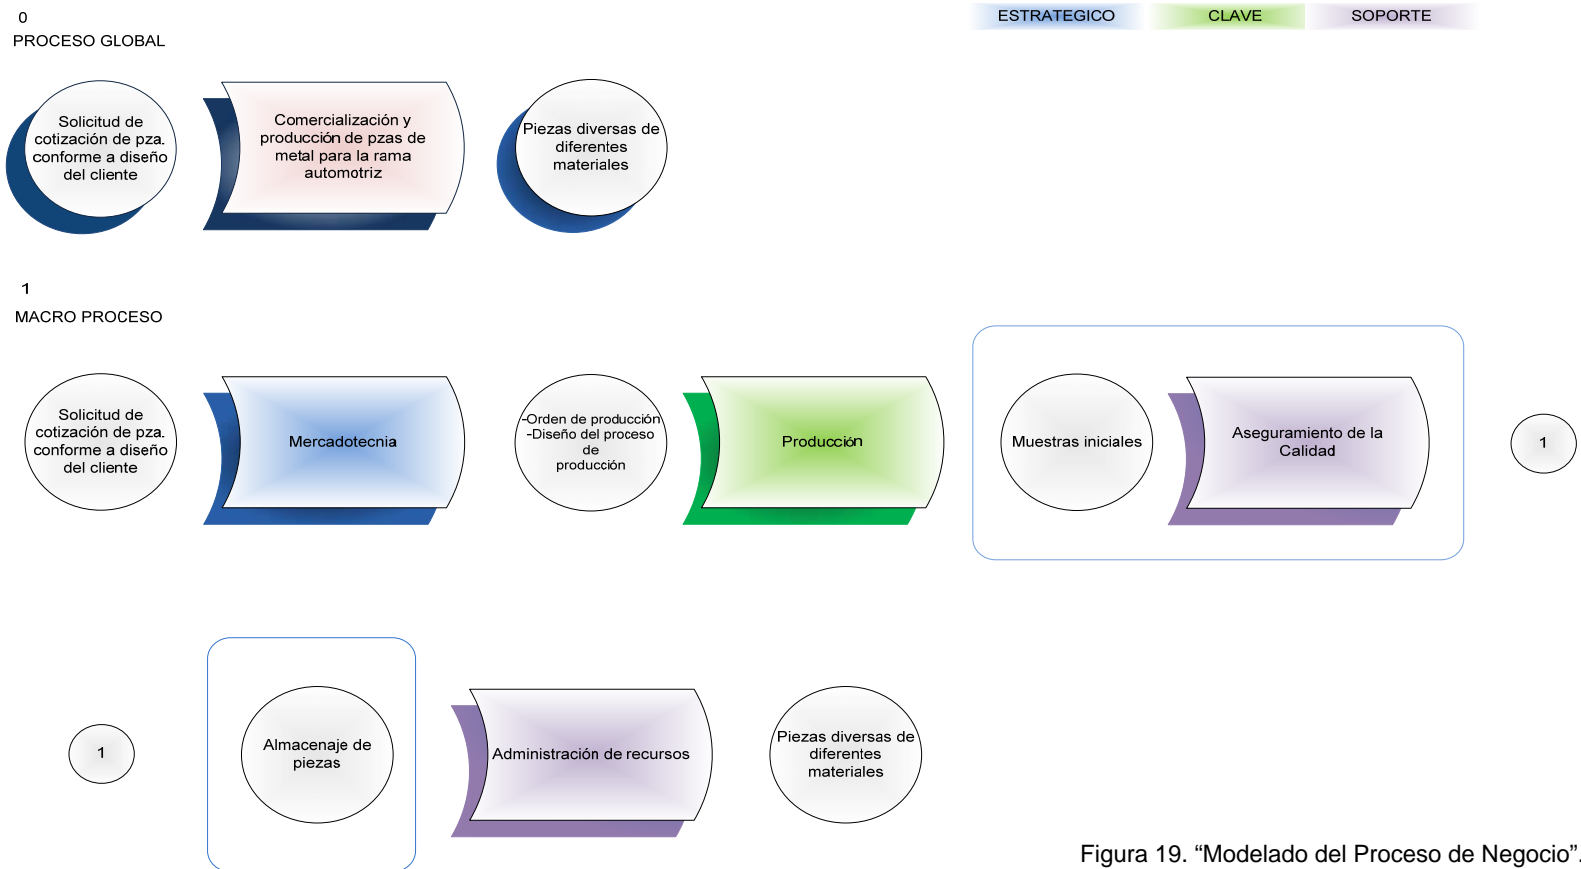 0
PROCESO GLOBAL
ESTRATEGICO
CLAVE
SOPORTE
Solicitud de
cotización de pza.
conforme a diseño
del cliente
Comercialización y
producción de pzas de
metal para la rama
automotriz
Piezas diversas de
diferentes
materiales
1
MACRO PROCESO
Solicitud de
cotización de pza.
conforme a diseño
del cliente
Mercadotecnia
-Orden de producción
-Diseño del proceso
de
producción
Producción
Muestras iniciales
Aseguramiento de la
Calidad
1
1
Almacenaje de
piezas
Administración de recursos
Piezas diversas de
diferentes
materiales
Figura 19. “Modelado del Proceso de Negocio”.